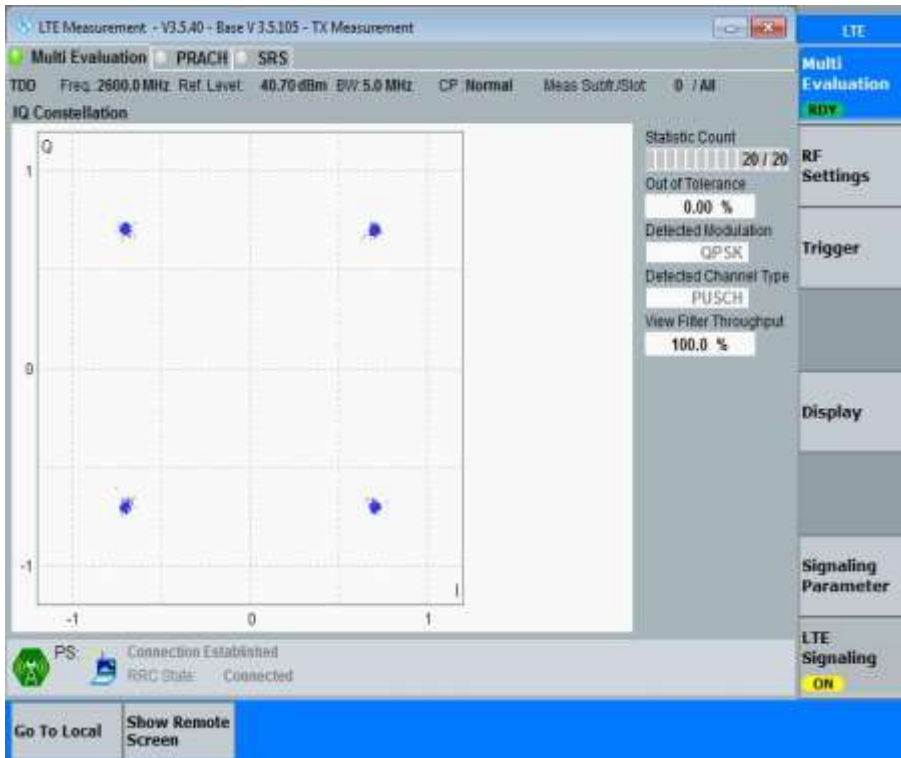 LTE Measurement - V3.5.40 - Base V 3.5.105 - TX Measurement
Multi Evaluation PRACH SRS
TDD Freq.: 2600.0 MHz Ref. Level: 40.70 dBm BW: 5.0 MHz CP: Normal Meas Subfr./Slot: 0 / All
IQ Constellation
Q
1
0
-1
I
-1 0 1
Statistic Count
20 / 20
Out of Tolerance
0.00 %
Detected Modulation
QPSK
Detected Channel Type
PUSCH
View Filter Throughput
100.0 %
PS:
Connection Established
RRC State: Connected
Go To Local
Show Remote
Screen
LTE
Multi
Evaluation
RDY
RF
Settings
Trigger
Display
Signaling
Parameter
LTE
Signaling
ON